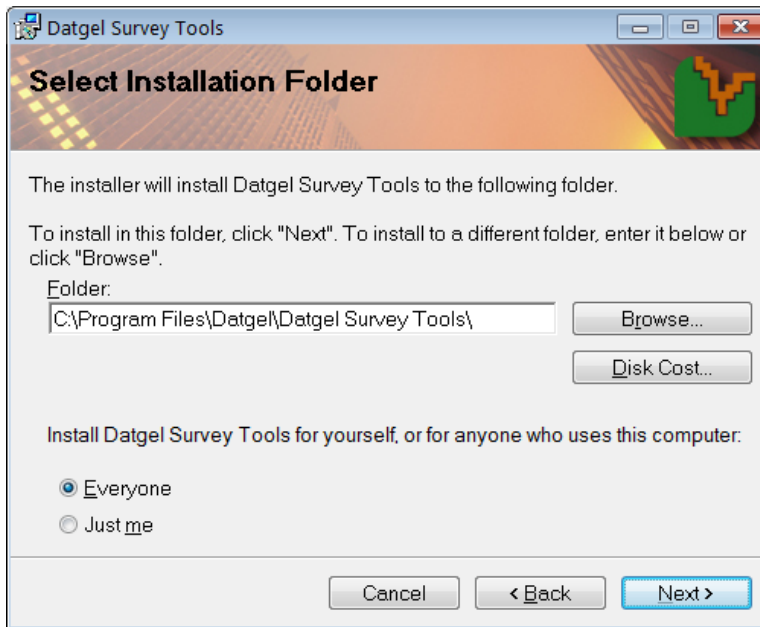 Datgel Survey Tools
Select Installation Folder
The installer will install Datgel Survey Tools to the following folder.
To install in this folder, click "Next". To install to a different folder, enter it below or
click "Browse".
Folder:
C:\Program Files\Datgel\Datgel Survey Tools\
Browse...
Disk Cost...
Install Datgel Survey Tools for yourself, or for anyone who uses this computer:
Everyone
Just me
Cancel < Back Next >